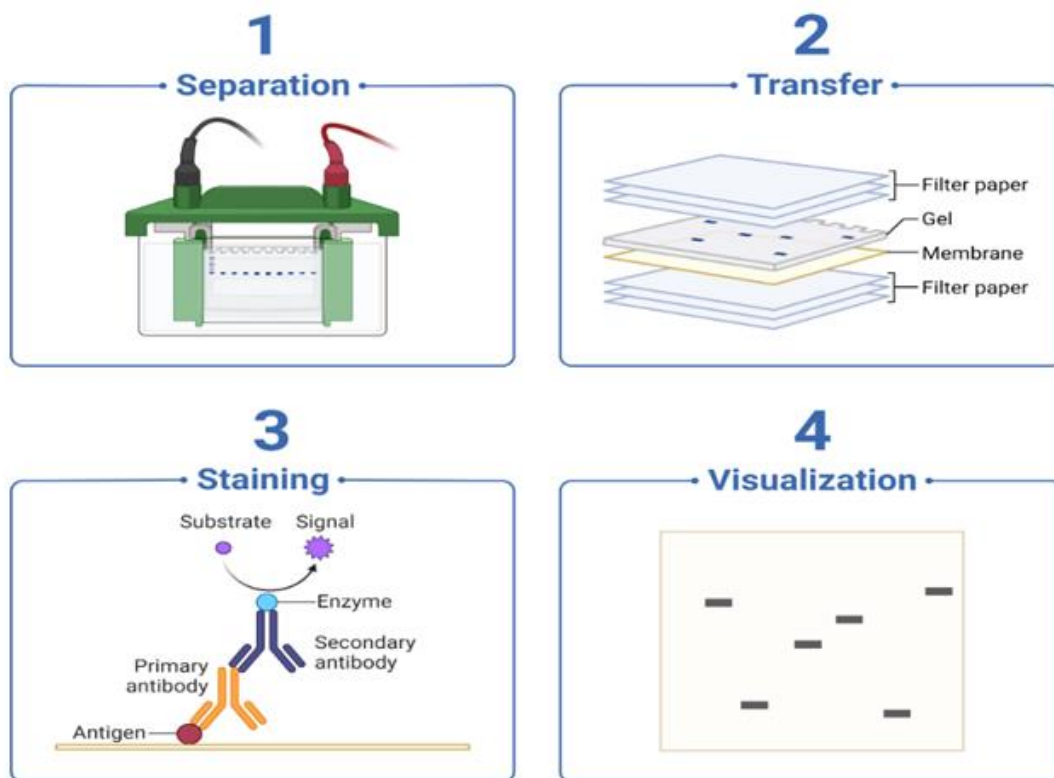 1
Separation
2
Transfer
Filter paper
Gel
Membrane
Filter paper
3
Staining
Substrate
Signal
Enzyme
Secondary
antibody
Primary
antibody
Antigen
4
Visualization